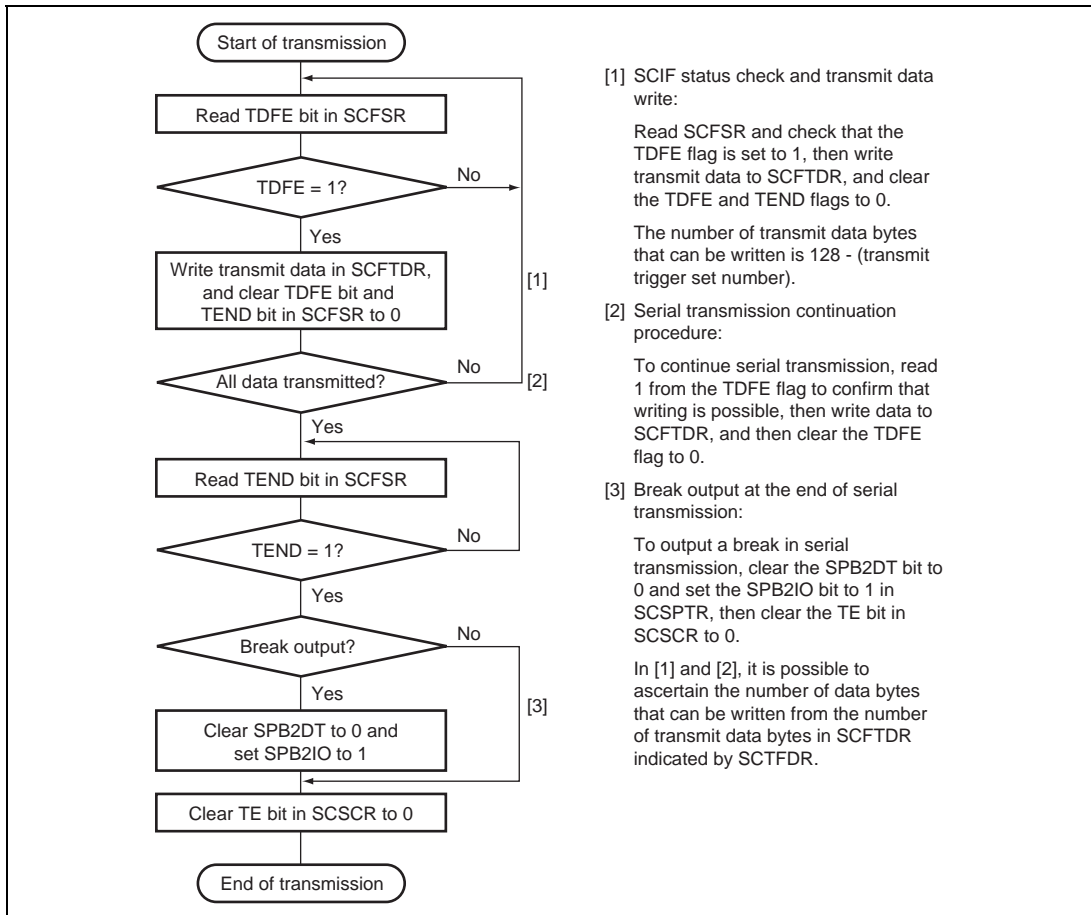 Start of transmission
Read TDFE bit in SCFSR
TDFE = 1?
No
Yes
Write transmit data in SCFTDR,
and clear TDFE bit and
TEND bit in SCFSR to 0
[1]
All data transmitted?
No
[2]
Yes
Read TEND bit in SCFSR
TEND = 1?
No
Yes
Break output?
No
Yes
[3]
Clear SPB2DT to 0 and
set SPB2IO to 1
Clear TE bit in SCSCR to 0
End of transmission
[1] SCIF status check and transmit data
write:
Read SCFSR and check that the
TDFE flag is set to 1, then write
transmit data to SCFTDR, and clear
the TDFE and TEND flags to 0.
The number of transmit data bytes
that can be written is 128 - (transmit
trigger set number).
[2] Serial transmission continuation
procedure:
To continue serial transmission, read
1 from the TDFE flag to confirm that
writing is possible, then write data to
SCFTDR, and then clear the TDFE
flag to 0.
[3] Break output at the end of serial
transmission:
To output a break in serial
transmission, clear the SPB2DT bit to
0 and set the SPB2IO bit to 1 in
SCSPTR, then clear the TE bit in
SCSCR to 0.
In [1] and [2], it is possible to
ascertain the number of data bytes
that can be written from the number
of transmit data bytes in SCFTDR
indicated by SCTFDR.